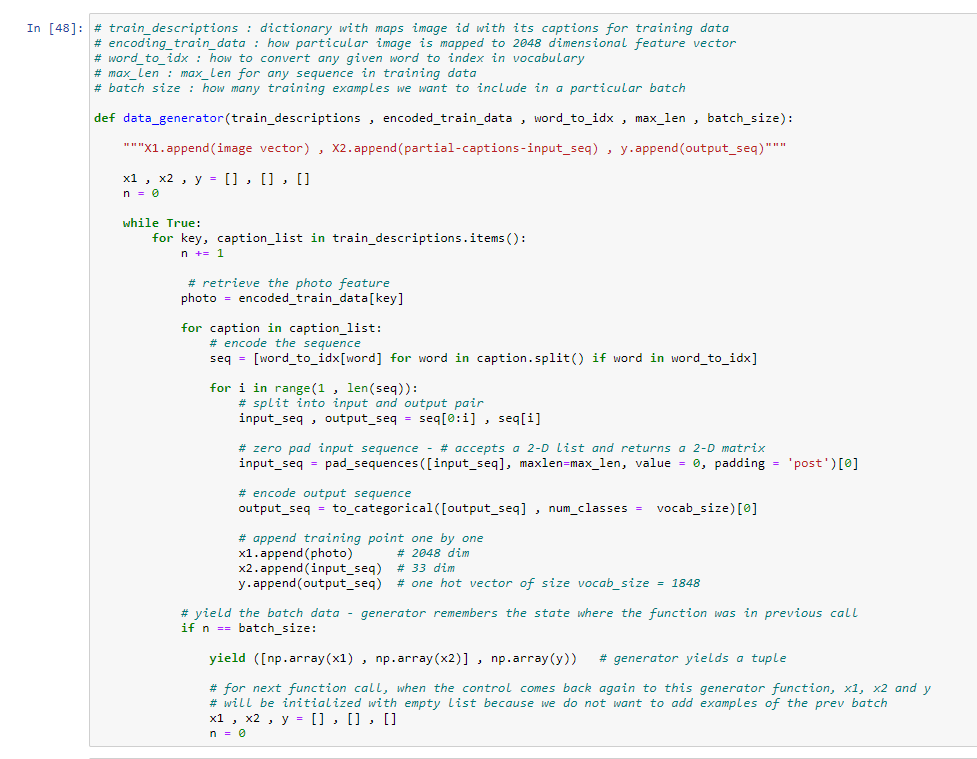 In [48]: # train_descriptions : dictionary with maps image id with its captions for training data
# encoding_train_data : how particular image is mapped to 2048 dimensional feature vector
# word_to_idx : how to convert any given word to index in vocabulary
# max_len : max_len for any sequence in training data
# batch size : how many training examples we want to include in a particular batch
def data_generator(train_descriptions , encoded_train_data , word_to_idx , max_len , batch_size):
"""X1.append(image vector) , X2.append(partial-captions-input_seq) , y.append(output_seq)"""
x1 , x2 , y = [] , [] , []
n = 0
while True:
for key, caption_list in train_descriptions.items():
n += 1
# retrieve the photo feature
photo = encoded_train_data[key]
for caption in caption_list:
# encode the sequence
seq = [word_to_idx[word] for word in caption.split() if word in word_to_idx]
for i in range(1 , len(seq)):
# split into input and output pair
input_seq , output_seq = seq[0:i] , seq[i]
# zero pad input sequence - # accepts a 2-D list and returns a 2-D matrix
input_seq = pad_sequences([input_seq], maxlen=max_len, value = 0, padding = 'post')[0]
# encode output sequence
output_seq = to_categorical([output_seq] , num_classes =  vocab_size)[0]
# append training point one by one
x1.append(photo)      # 2048 dim
x2.append(input_seq)  # 33 dim
y.append(output_seq)  # one hot vector of size vocab_size = 1848
# yield the batch data - generator remembers the state where the function was in previous call
if n == batch_size:
yield ([np.array(x1) , np.array(x2)] , np.array(y))   # generator yields a tuple
# for next function call, when the control comes back again to this generator function, x1, x2 and y
# will be initialized with empty list because we do not want to add examples of the prev batch
x1 , x2 , y = [] , [] , []
n = 0